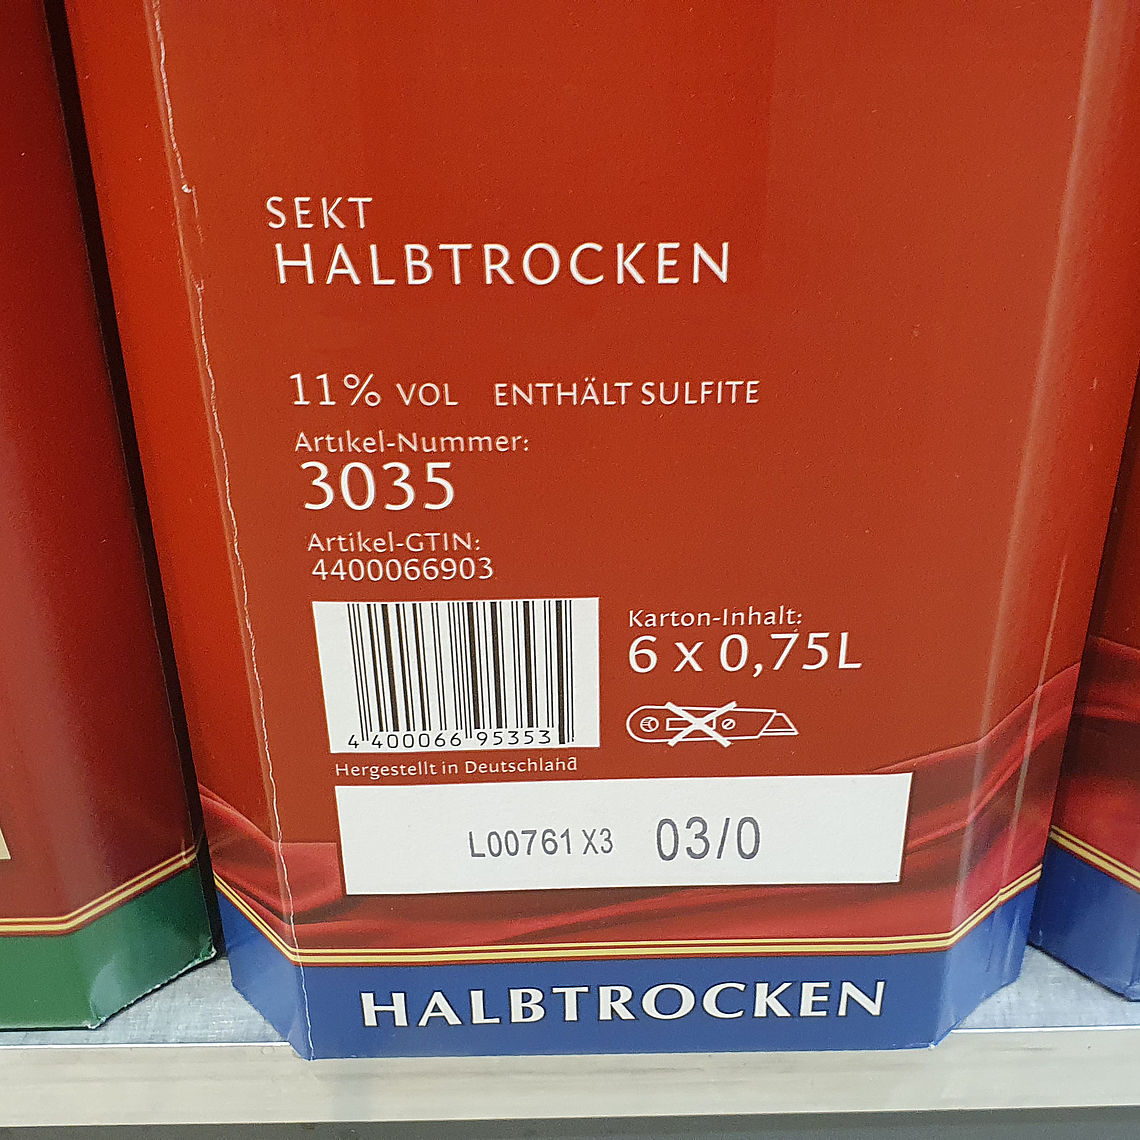 SEKT
HALBTROCKEN
11% VOL ENTHÄLT SULFITE
Artikel-Nummer:
3035
Artikel-GTIN:
4400066903
Karton-Inhalt:
6 x 0,75L
4 400066 95353
Hergestellt in Deutschland
L00761 X3 03/0
HALBTROCKEN